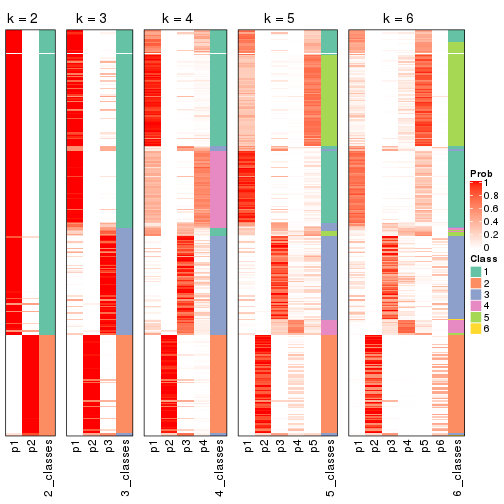 k = 2
k = 3
k = 4
k = 5
k = 6
p1
p2
2_classes
p1
p2
p3
3_classes
p1
p2
p3
p4
4_classes
p1
p2
p3
p4
p5
5_classes
p1
p2
p3
p4
p5
p6
6_classes
Prob
1
0.8
0.6
0.4
0.2
0
Class
1
2
3
4
5
6